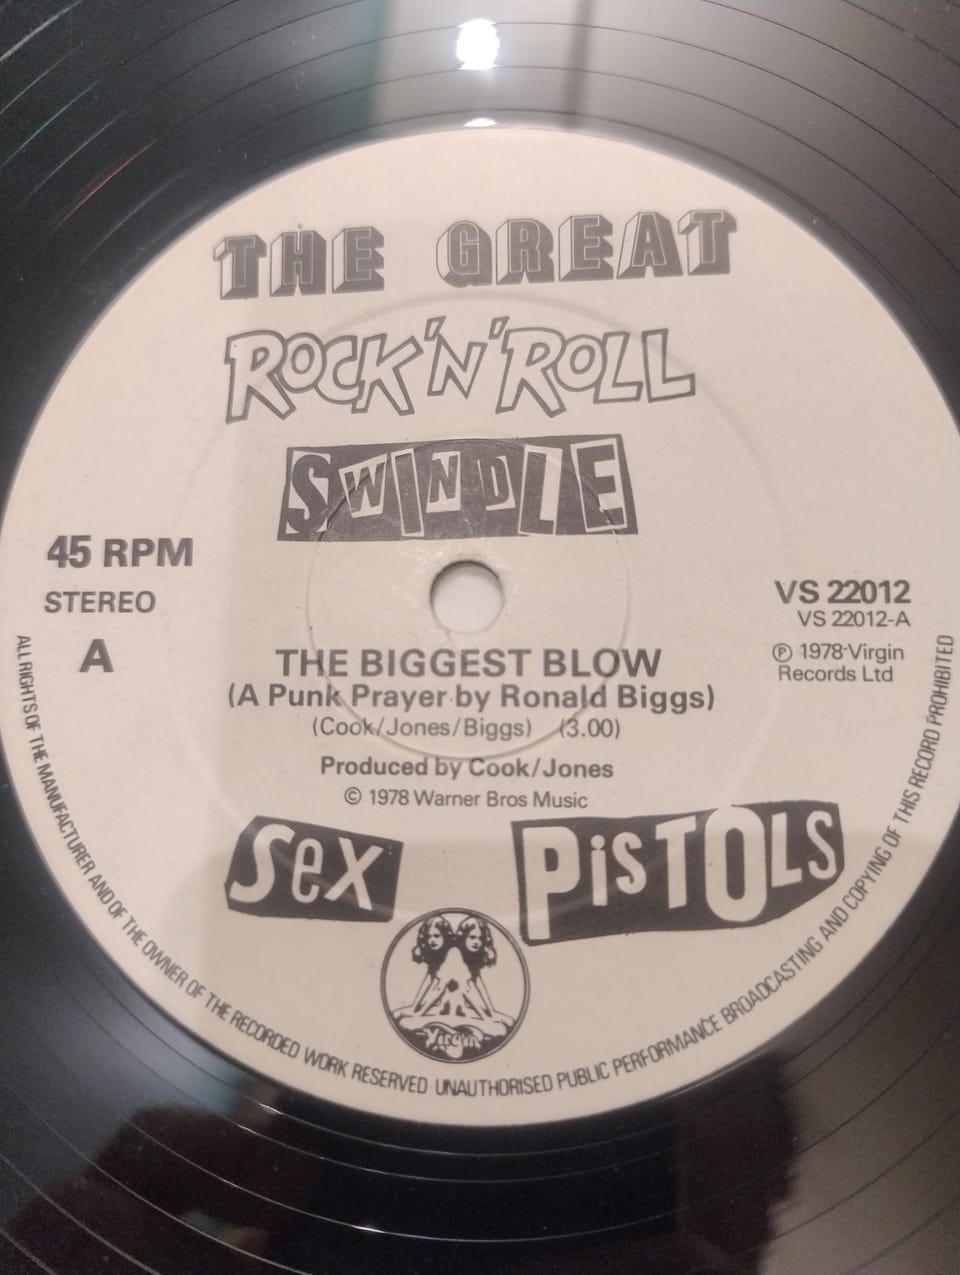 THE GREAT
ROCK 'N' ROLL
SWINDLE
45 RPM
STEREO
A
VS 22012
VS 22012-A
℗ 1978 Virgin
Records Ltd
THE BIGGEST BLOW
(A Punk Prayer by Ronald Biggs)
(Cook/Jones/Biggs) (3.00)
Produced by Cook/Jones
© 1978 Warner Bros Music
Sex PiSTOLS
Virgin
ALL RIGHTS OF THE MANUFACTURER AND OF THE OWNER OF THE RECORDED WORK RESERVED UNAUTHORISED PUBLIC PERFORMANCE BROADCASTING AND COPYING OF THIS RECORD PROHIBITED